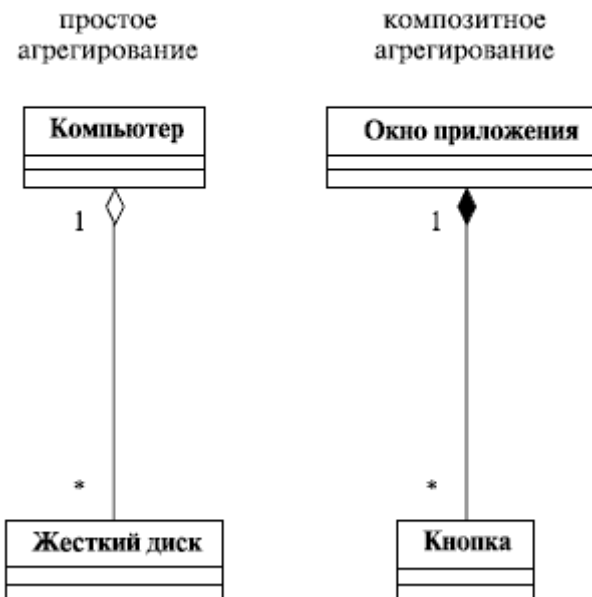 простое
агрегирование
композитное
агрегирование
Компьютер
Окно приложения
1
1
*
*
Жесткий диск
Кнопка